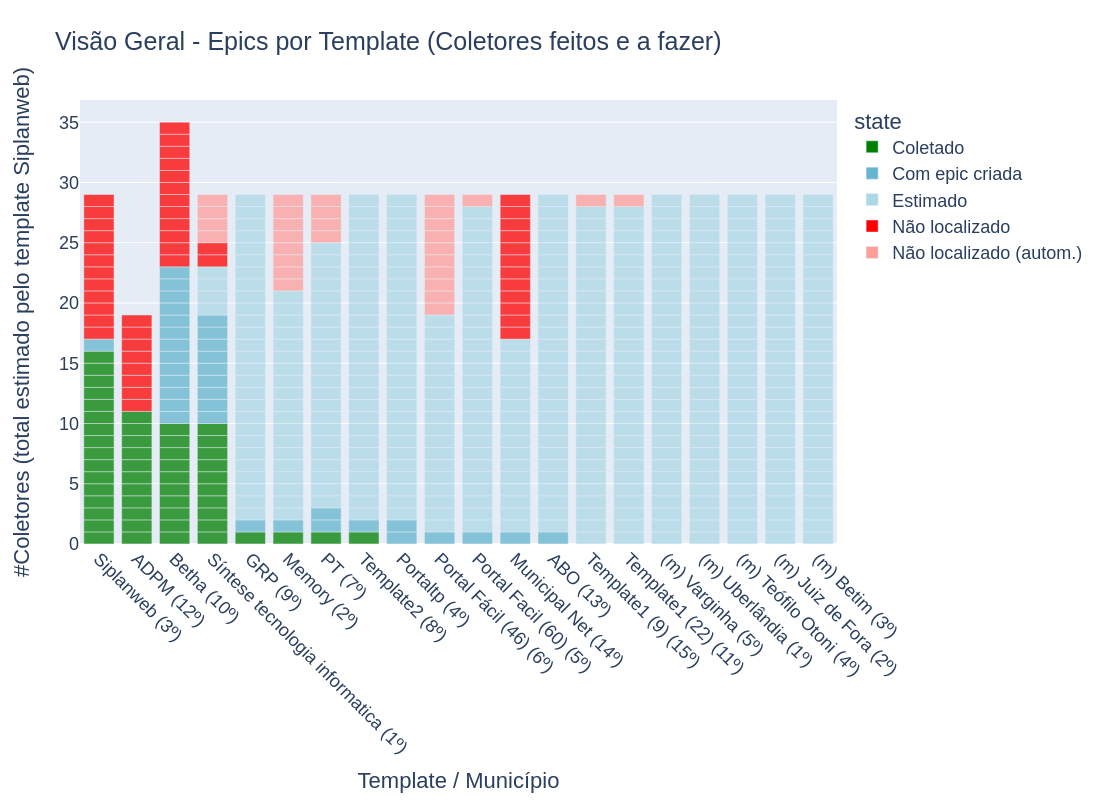 Visão Geral - Epics por Template (Coletores feitos e a fazer)
#Coletores (total estimado pelo template Siplanweb)
35
30
25
20
15
10
5
0
state
Coletado
Com epic criada
Estimado
Não localizado
Não localizado (autom.)
Siplanweb (3º)
ADPM (12º)
Betha (10º)
Síntese tecnologia informatica (1º)
GRP (9º)
Memory (2º)
PT (7º)
Template2 (8º)
Portaltp (4º)
Portal Fácil (46) (6º)
Portal Facil (60) (5º)
Municipal Net (14º)
ABO (13º)
Template1 (9) (15º)
Template1 (22) (11º)
(m) Varginha (5º)
(m) Uberlândia (1º)
(m) Teófilo Otoni (4º)
(m) Juiz de Fora (2º)
(m) Betim (3º)
Template / Município